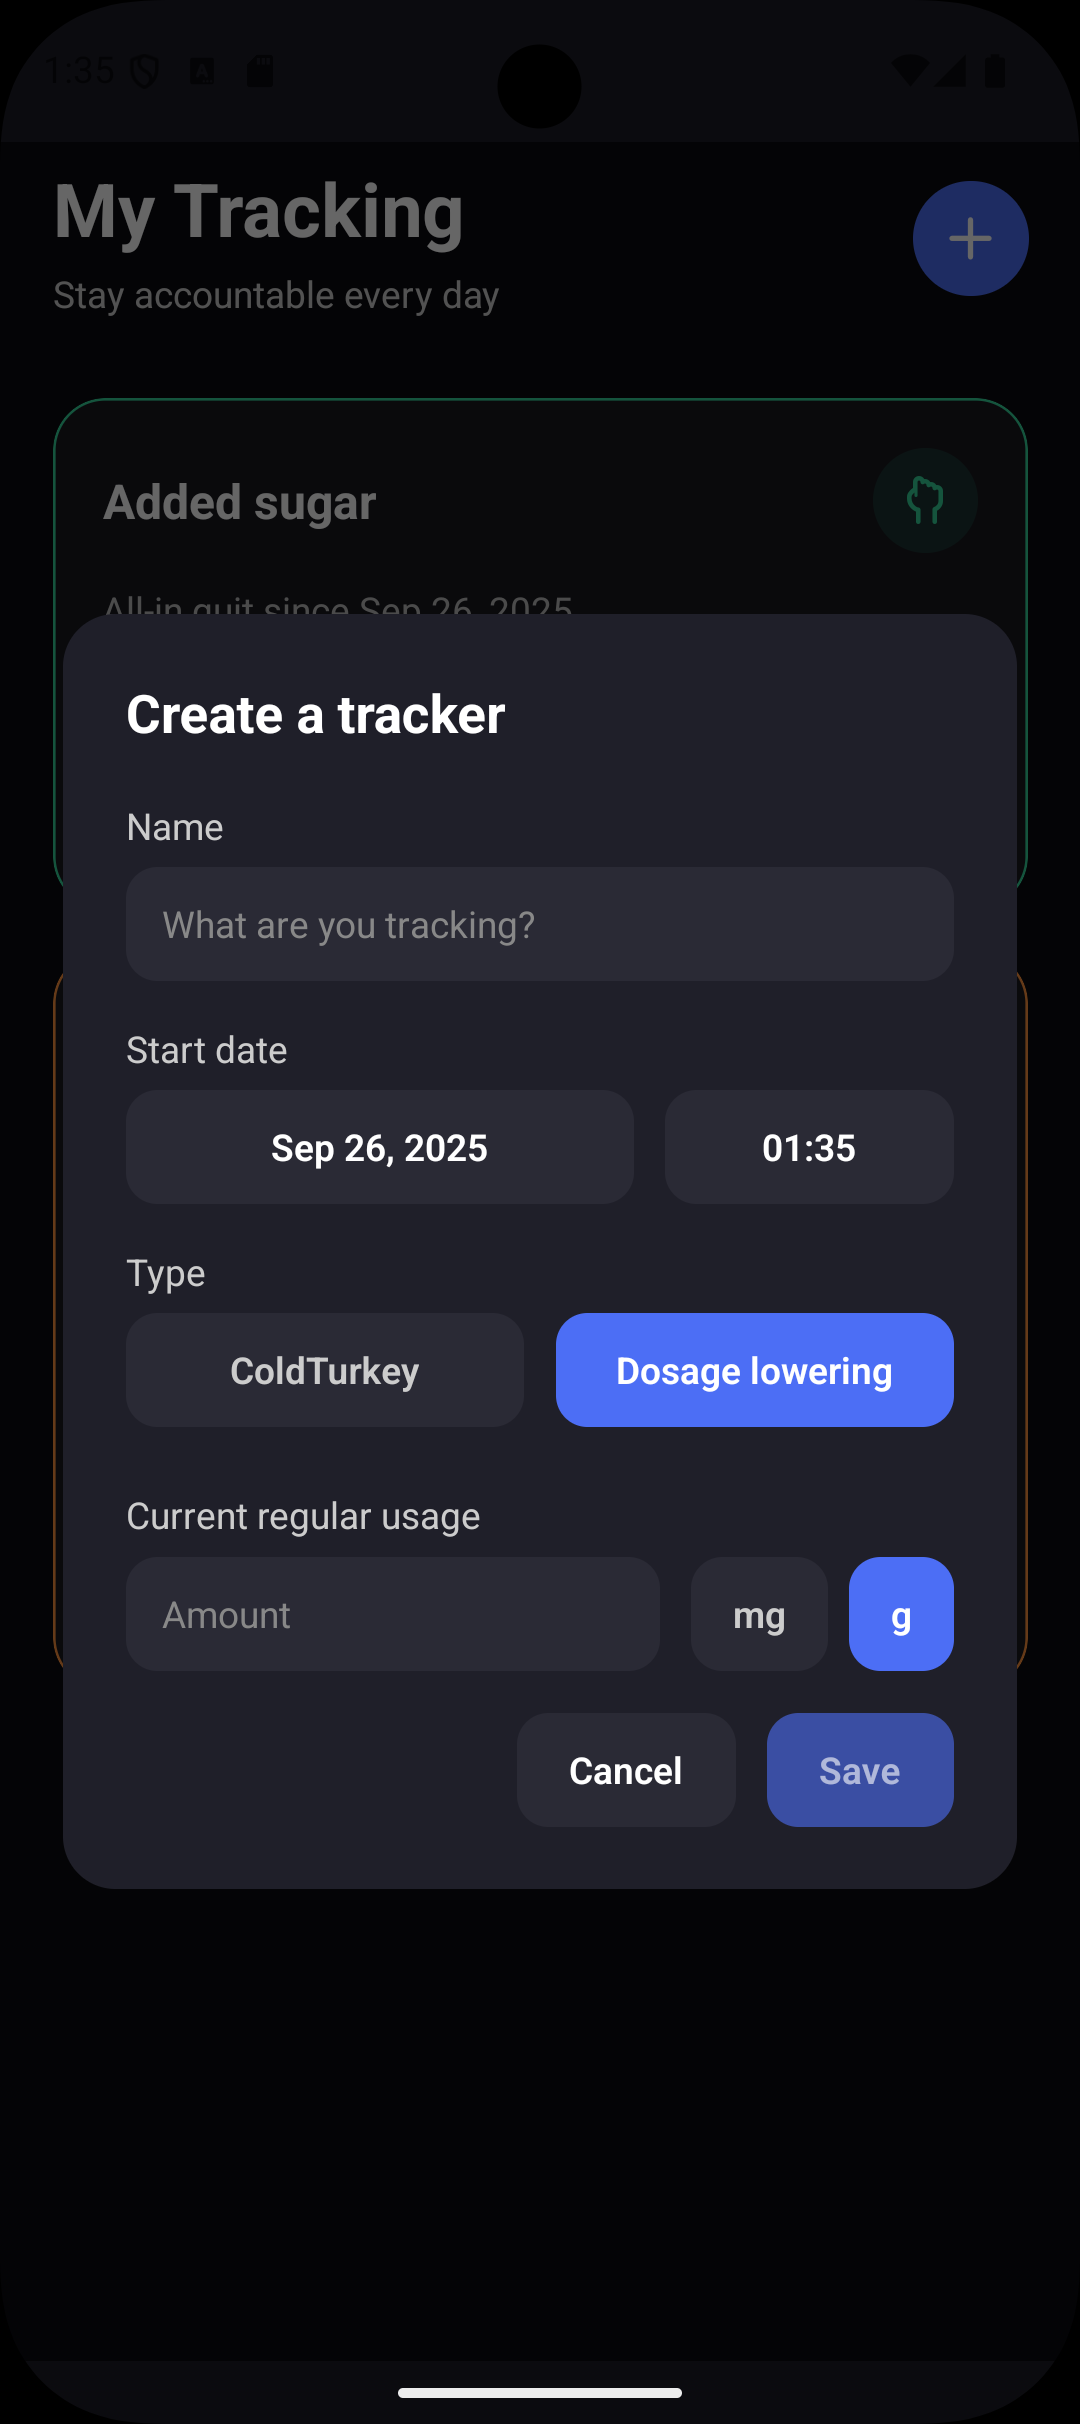 1:35
My Tracking
Stay accountable every day
Added sugar
All-in quit since Sep 26, 2025
Create a tracker
Name
What are you tracking?
Start date
Sep 26, 2025 01:35
Type
ColdTurkey Dosage lowering
Current regular usage
Amount mg g
Cancel Save